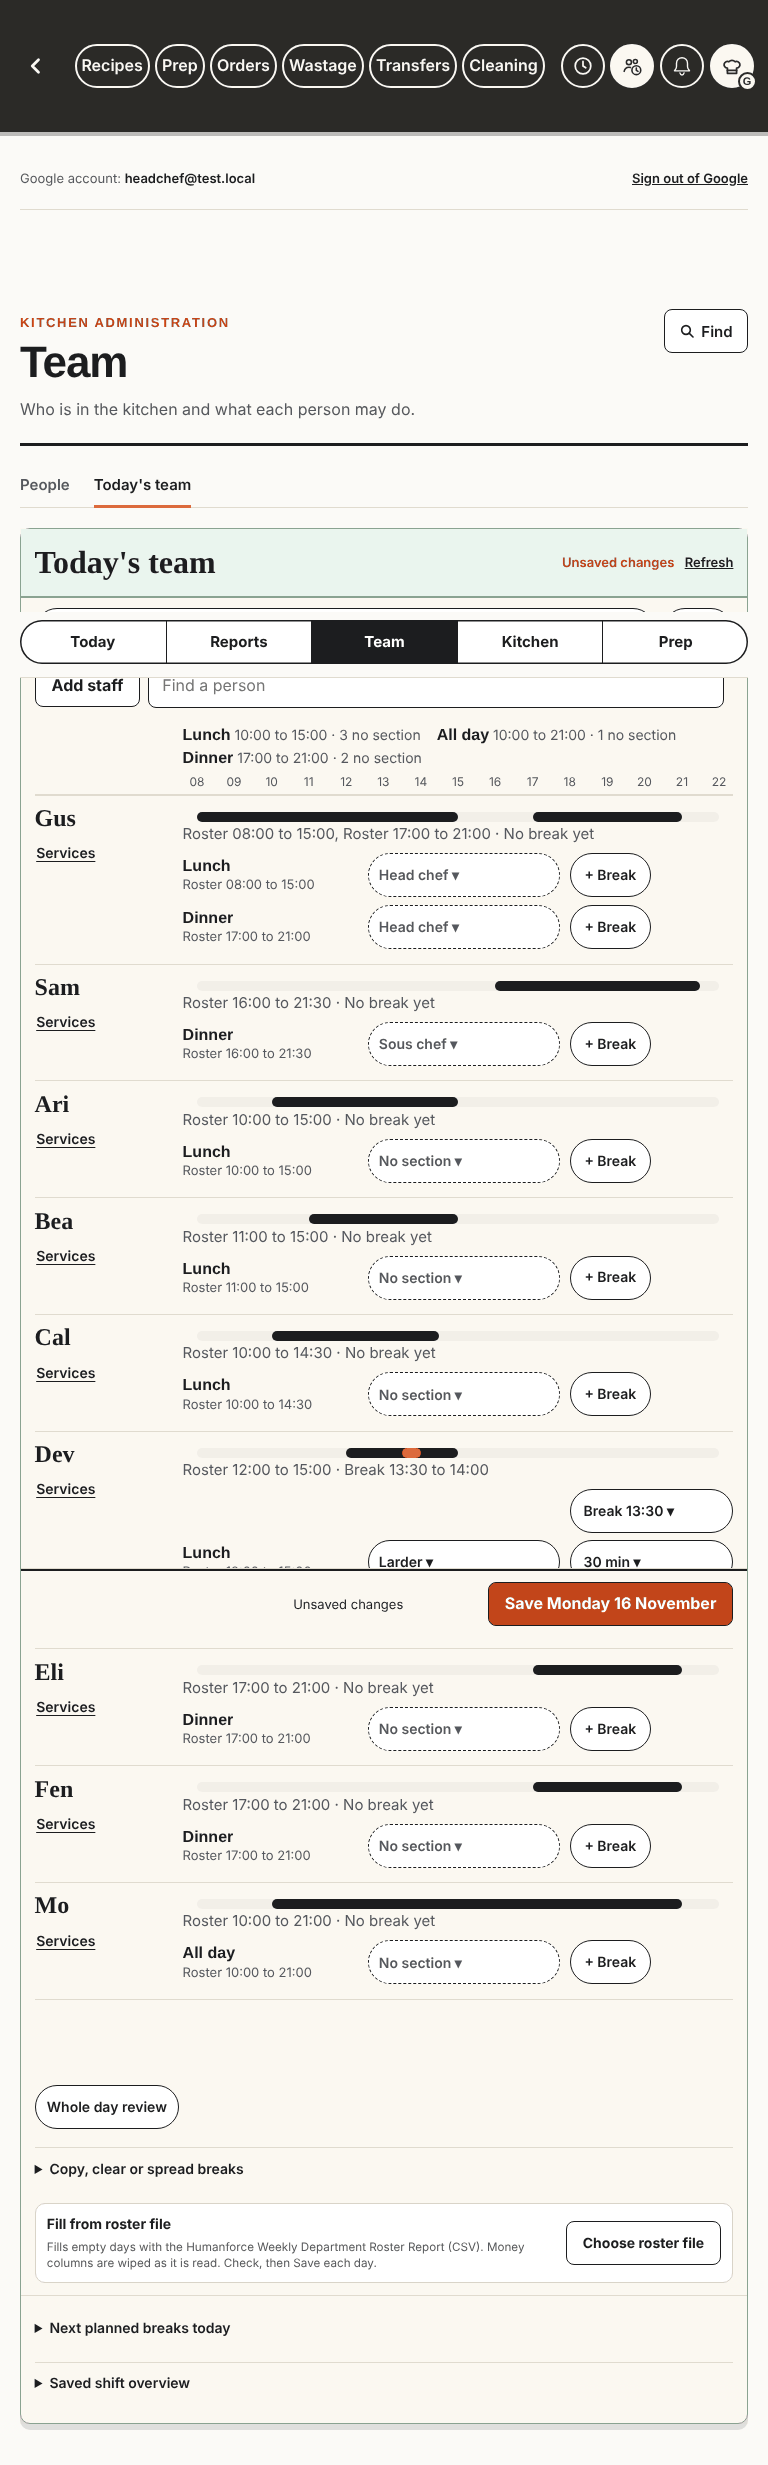 Recipes Prep Orders Wastage Transfers Cleaning
G
Google account: headchef@test.local
Sign out of Google
KITCHEN ADMINISTRATION
Find
Team
Who is in the kitchen and what each person may do.
People Today's team
Today's team
Unsaved changes Refresh
Today Reports Team Kitchen Prep
Add staff Find a person
Lunch 10:00 to 15:00 · 3 no section All day 10:00 to 21:00 · 1 no section
Dinner 17:00 to 21:00 · 2 no section
08 09 10 11 12 13 14 15 16 17 18 19 20 21 22
Gus
Roster 08:00 to 15:00, Roster 17:00 to 21:00 · No break yet
Services
Lunch
Roster 08:00 to 15:00
Head chef ▾ + Break
Dinner
Roster 17:00 to 21:00
Head chef ▾ + Break
Sam
Roster 16:00 to 21:30 · No break yet
Services
Dinner
Roster 16:00 to 21:30
Sous chef ▾ + Break
Ari
Roster 10:00 to 15:00 · No break yet
Services
Lunch
Roster 10:00 to 15:00
No section ▾ + Break
Bea
Roster 11:00 to 15:00 · No break yet
Services
Lunch
Roster 11:00 to 15:00
No section ▾ + Break
Cal
Roster 10:00 to 14:30 · No break yet
Services
Lunch
Roster 10:00 to 14:30
No section ▾ + Break
Dev
Roster 12:00 to 15:00 · Break 13:30 to 14:00
Services
Break 13:30 ▾
Lunch
Larder ▾ 30 min ▾
Unsaved changes
Save Monday 16 November
Eli
Roster 17:00 to 21:00 · No break yet
Services
Dinner
Roster 17:00 to 21:00
No section ▾ + Break
Fen
Roster 17:00 to 21:00 · No break yet
Services
Dinner
Roster 17:00 to 21:00
No section ▾ + Break
Mo
Roster 10:00 to 21:00 · No break yet
Services
All day
Roster 10:00 to 21:00
No section ▾ + Break
Whole day review
Copy, clear or spread breaks
Fill from roster file
Fills empty days with the Humanforce Weekly Department Roster Report (CSV). Money
columns are wiped as it is read. Check, then Save each day.
Choose roster file
Next planned breaks today
Saved shift overview